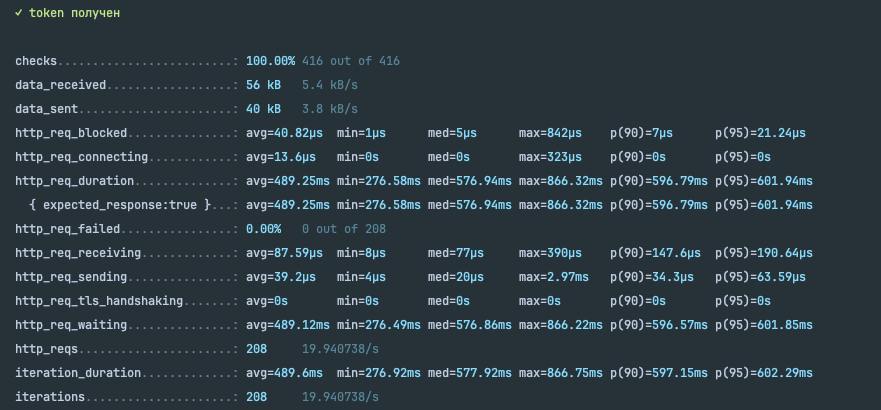 ✓ token получен
checks.........................: 100.00% 416 out of 416
data_received..................: 56 kB 5.4 kB/s
data_sent......................: 40 kB 3.8 kB/s
http_req_blocked...............: avg=40.82µs min=1µs med=5µs max=842µs p(90)=7µs p(95)=21.24µs
http_req_connecting............: avg=13.6µs min=0s med=0s max=323µs p(90)=0s p(95)=0s
http_req_duration..............: avg=489.25ms min=276.58ms med=576.94ms max=866.32ms p(90)=596.79ms p(95)=601.94ms
{ expected_response:true }...: avg=489.25ms min=276.58ms med=576.94ms max=866.32ms p(90)=596.79ms p(95)=601.94ms
http_req_failed................: 0.00% 0 out of 208
http_req_receiving.............: avg=87.59µs min=8µs med=77µs max=390µs p(90)=147.6µs p(95)=190.64µs
http_req_sending...............: avg=39.2µs min=4µs med=20µs max=2.97ms p(90)=34.3µs p(95)=63.59µs
http_req_tls_handshaking.......: avg=0s min=0s med=0s max=0s p(90)=0s p(95)=0s
http_req_waiting...............: avg=489.12ms min=276.49ms med=576.86ms max=866.22ms p(90)=596.57ms p(95)=601.85ms
http_reqs......................: 208 19.940738/s
iteration_duration.............: avg=489.6ms min=276.92ms med=577.92ms max=866.75ms p(90)=597.15ms p(95)=602.29ms
iterations.....................: 208 19.940738/s